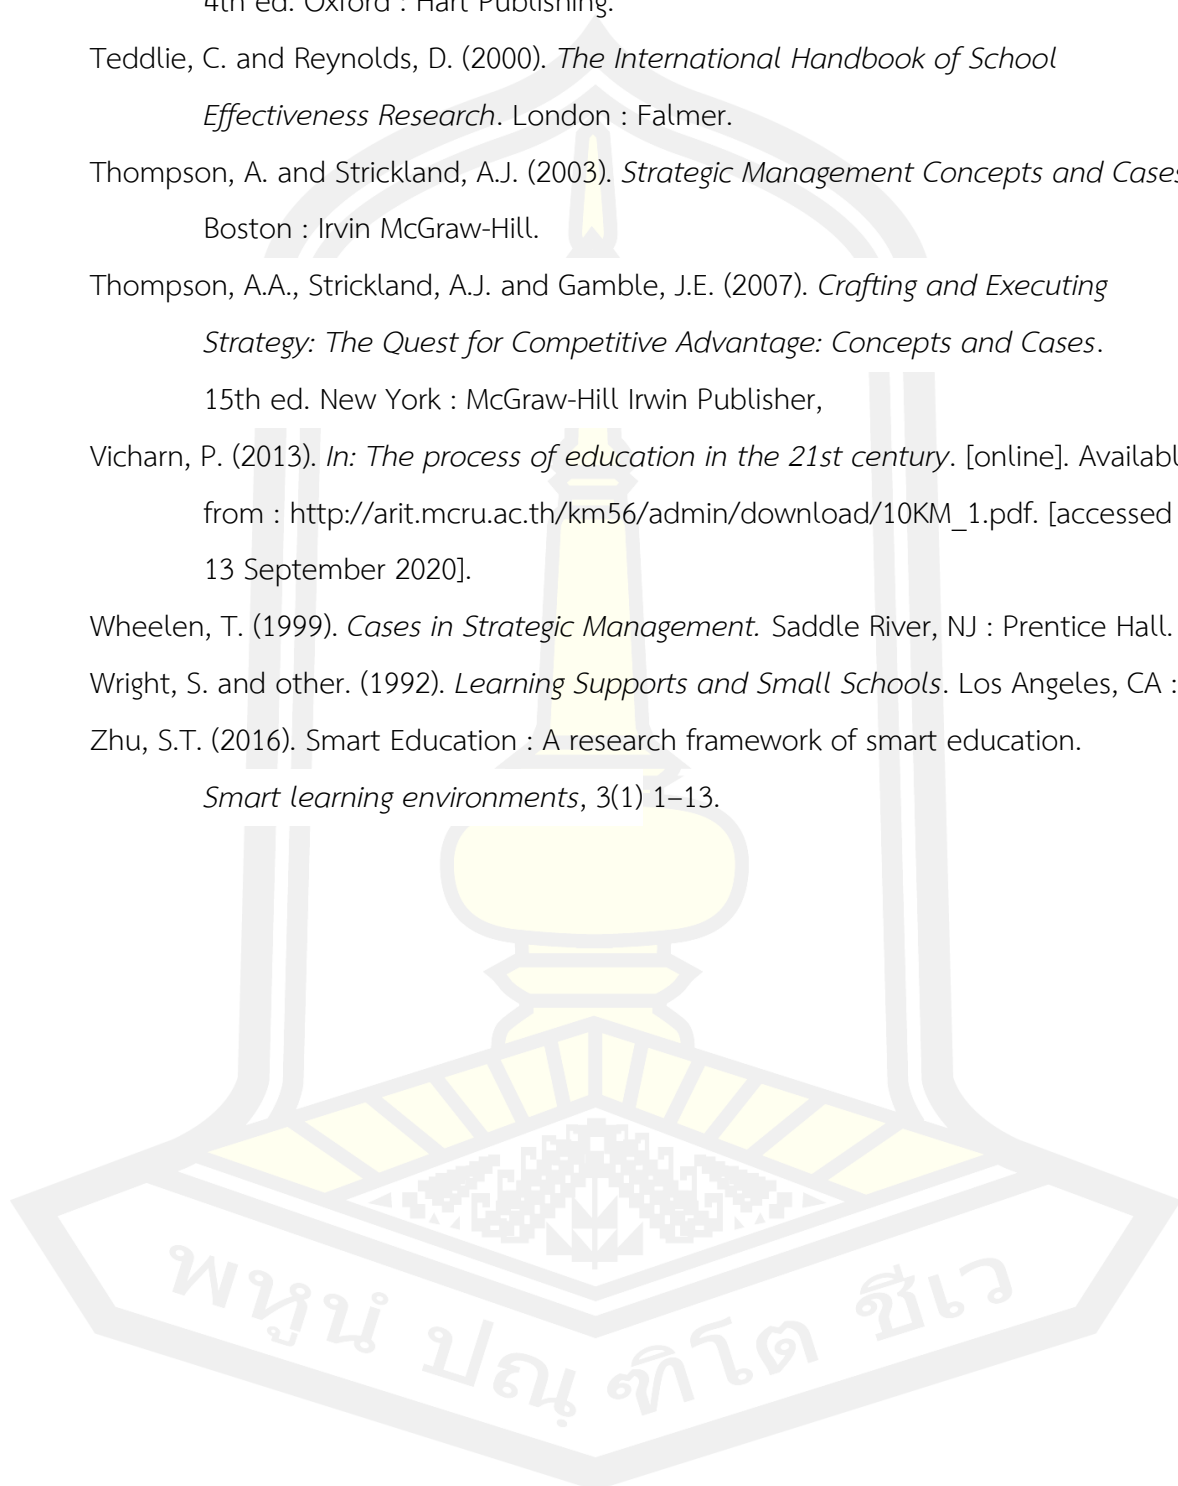 4th ed. Oxford : Hart Publishing.
Teddlie, C. and Reynolds, D. (2000). The International Handbook of School
Effectiveness Research. London : Falmer.
Thompson, A. and Strickland, A.J. (2003). Strategic Management Concepts and Cases
Boston : Irvin McGraw-Hill.
Thompson, A.A., Strickland, A.J. and Gamble, J.E. (2007). Crafting and Executing
Strategy: The Quest for Competitive Advantage: Concepts and Cases.
15th ed. New York : McGraw-Hill Irwin Publisher,
Vicharn, P. (2013). In: The process of education in the 21st century. [online]. Availabl
from : http://arit.mcru.ac.th/km56/admin/download/10KM_1.pdf. [accessed
13 September 2020].
Wheelen, T. (1999). Cases in Strategic Management. Saddle River, NJ : Prentice Hall.
Wright, S. and other. (1992). Learning Supports and Small Schools. Los Angeles, CA :
Zhu, S.T. (2016). Smart Education : A research framework of smart education.
Smart learning environments, 3(1) 1–13.
พหูนํ ปณฺฑิโต ชีเว